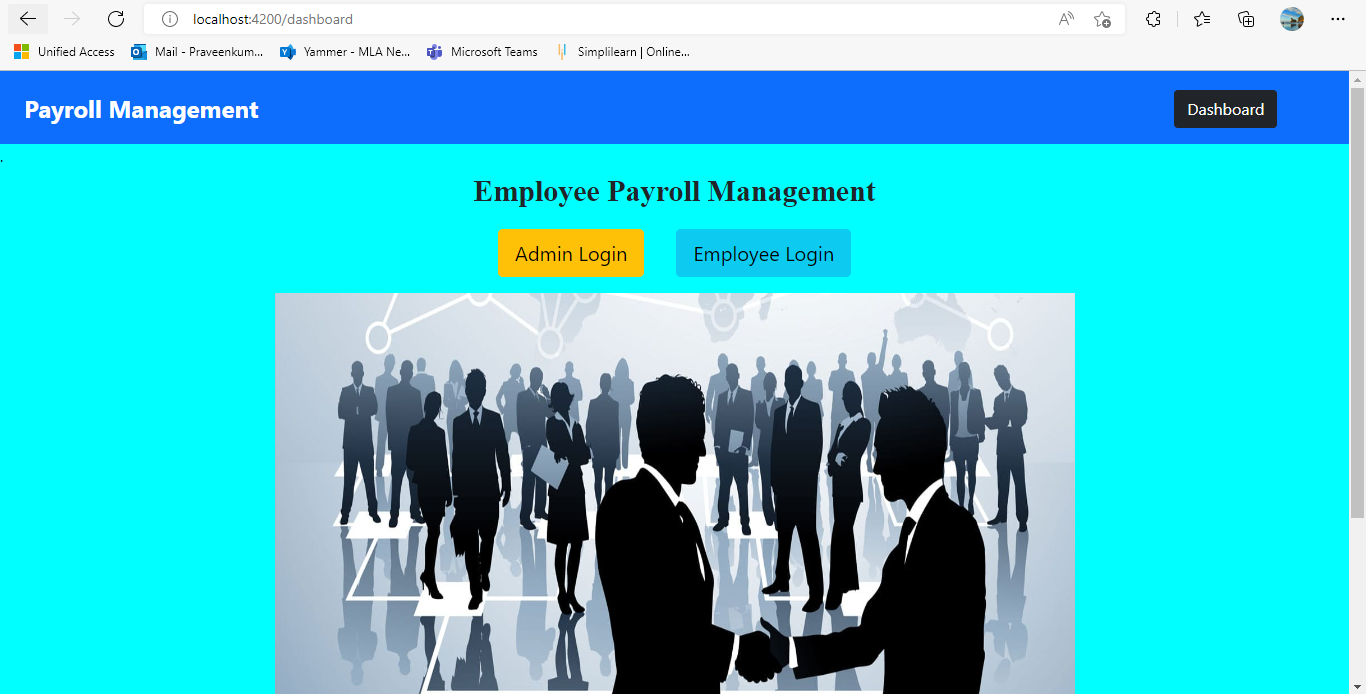 localhost:4200/dashboard
Unified Access Mail - Praveenkum... Yammer - MLA Ne... Microsoft Teams Simplilearn | Online...
Payroll Management Dashboard
.
Employee Payroll Management
Admin Login Employee Login